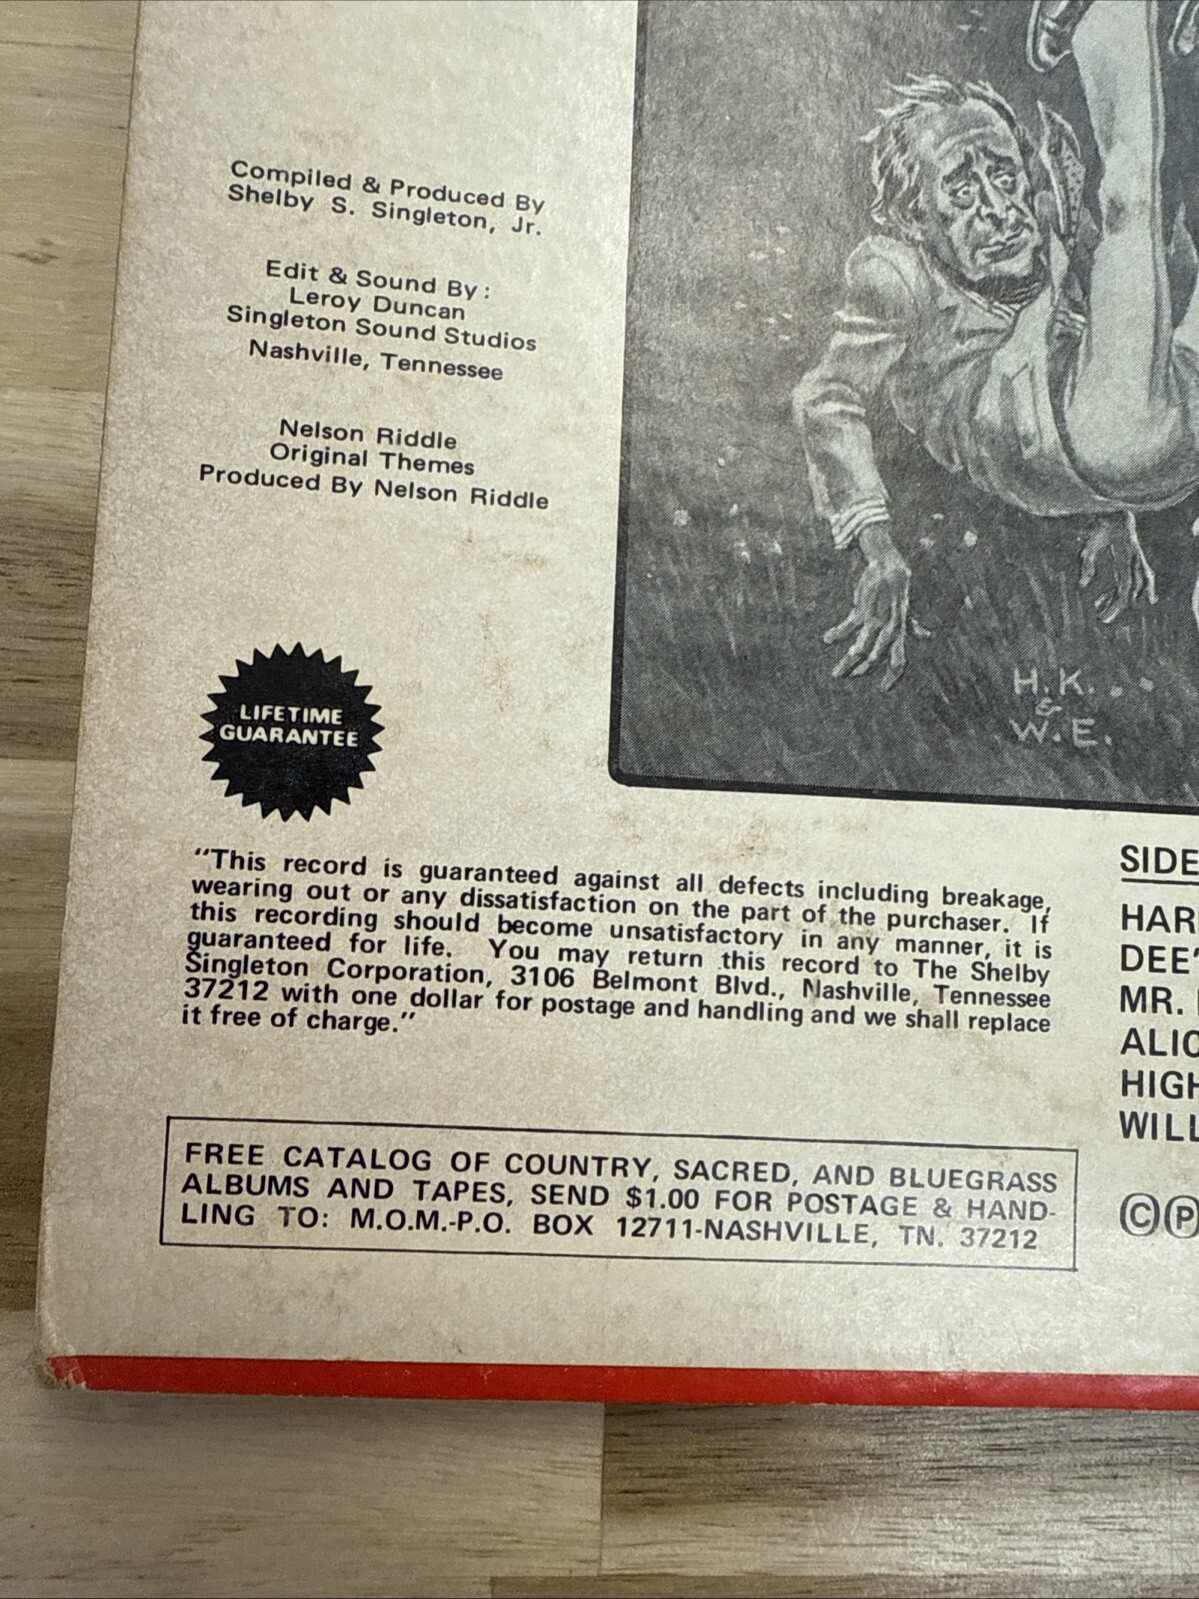 Compiled & Produced By
Shelby S. Singleton, Jr.
Edit & Sound By:
Leroy Duncan
Singleton Sound Studios
Nashville, Tennessee
Nelson Riddle
Original Themes
Produced By Nelson Riddle
H.K...
&
W.E.
LIFETIME
GUARANTEE
"This record is guaranteed against all defects including breakage,
wearing out or any dissatisfaction on the part of the purchaser. If
this recording should become unsatisfactory in any manner, it is
guaranteed for life. You may return this record to The Shelby
Singleton Corporation, 3106 Belmont Blvd., Nashville, Tennessee
37212 with one dollar for postage and handling and we shall replace
it free of charge."
FREE CATALOG OF COUNTRY, SACRED, AND BLUEGRASS
ALBUMS AND TAPES, SEND $1.00 FOR POSTAGE & HAND-
LING TO: M.O.M.-P.O. BOX 12711-NASHVILLE, TN. 37212
SIDE
HAR
DEE'
MR.
ALIC
HIGH
WILL
©℗